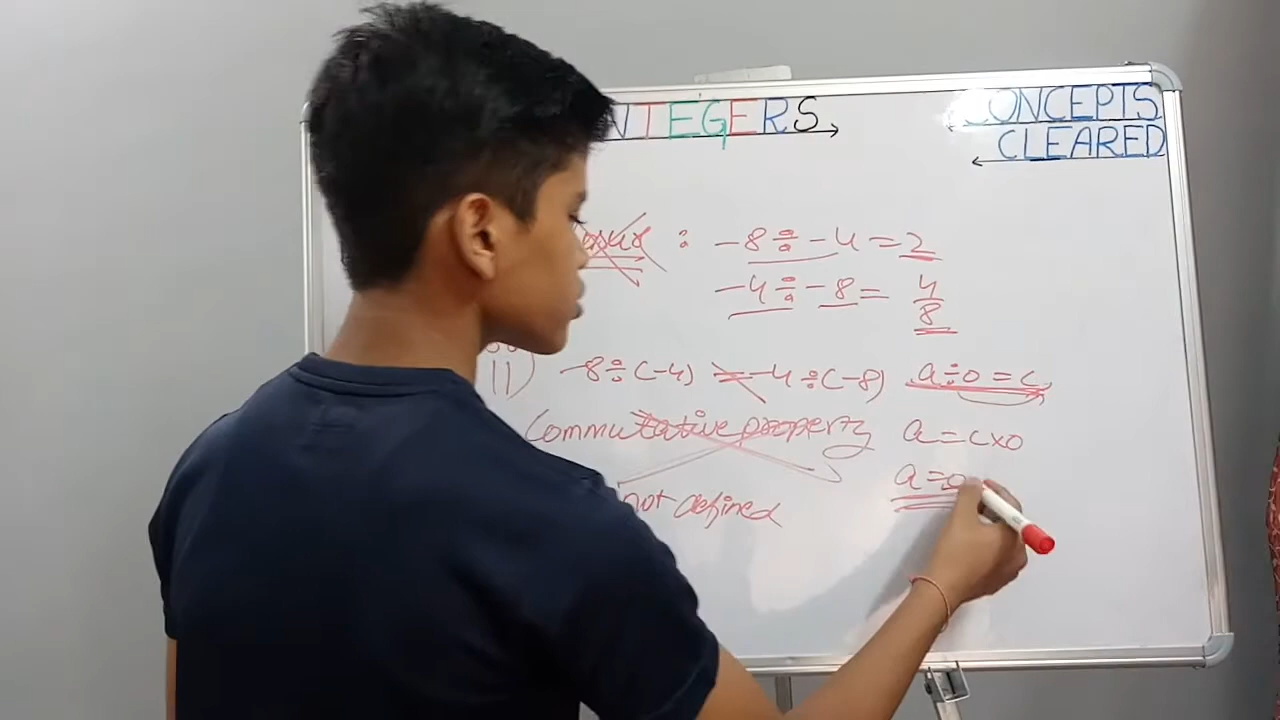 NTEGERS
CONCEPTS
CLEARED
: -8 ÷ -4 = 2
-4 ÷ -8 = 4/8
11) -8 ÷ (-4) = -4 ÷ (-8) a ÷ 0 = c
Commutative property a = c×0
a = 0
not defined